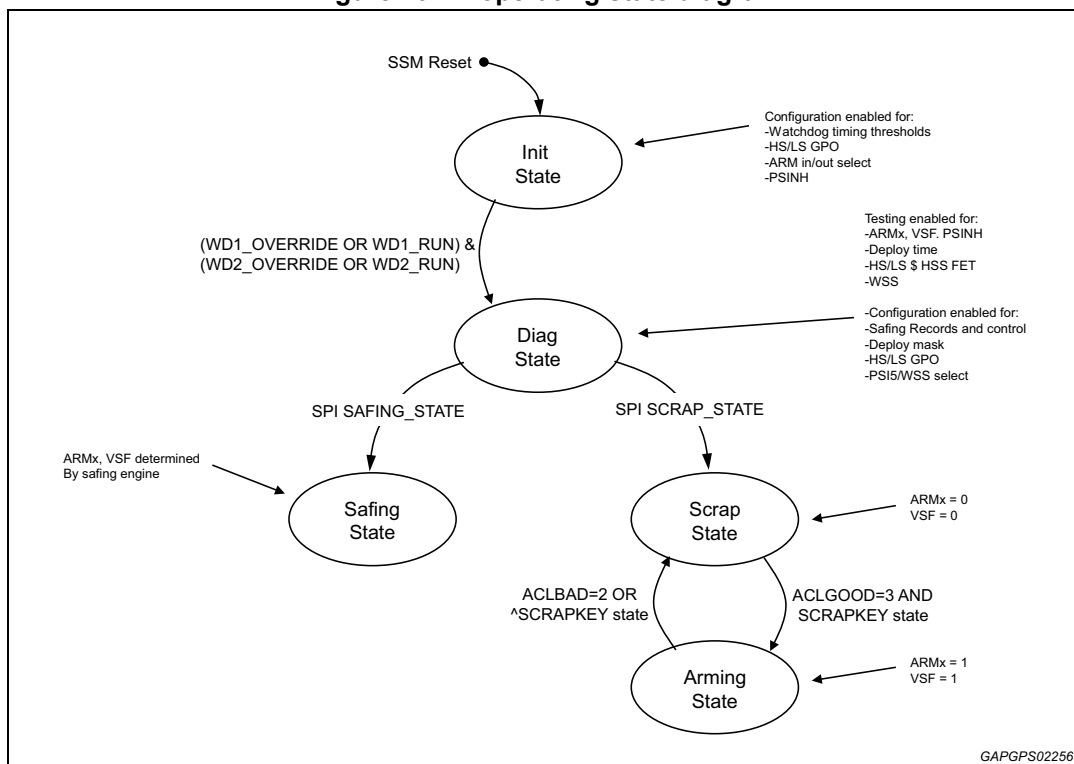 SSM Reset
Init
State
Configuration enabled for:
-Watchdog timing thresholds
-HS/LS GPO
-ARM in/out select
-PSINH
(WD1_OVERRIDE OR WD1_RUN) &
(WD2_OVERRIDE OR WD2_RUN)
Testing enabled for:
-ARMx, VSF. PSINH
-Deploy time
-HS/LS $ HSS FET
-WSS
Diag
State
-Configuration enabled for:
-Safing Records and control
-Deploy mask
-HS/LS GPO
-PSI5/WSS select
SPI SAFING_STATE
SPI SCRAP_STATE
ARMx, VSF determined
By safing engine
Safing
State
Scrap
State
ARMx = 0
VSF = 0
ACLBAD=2 OR
^SCRAPKEY state
ACLGOOD=3 AND
SCRAPKEY state
Arming
State
ARMx = 1
VSF = 1
GAPGPS02256